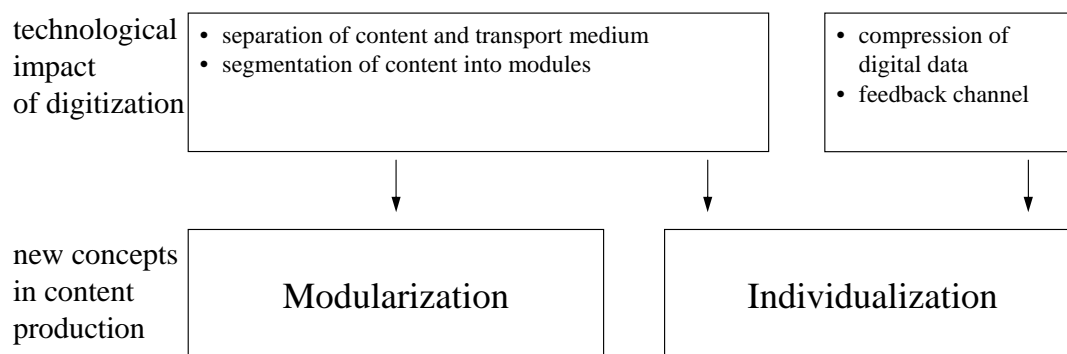 technological
impact
of digitization
• separation of content and transport medium
• segmentation of content into modules
• compression of
digital data
• feedback channel
new concepts
in content
production
Modularization
Individualization